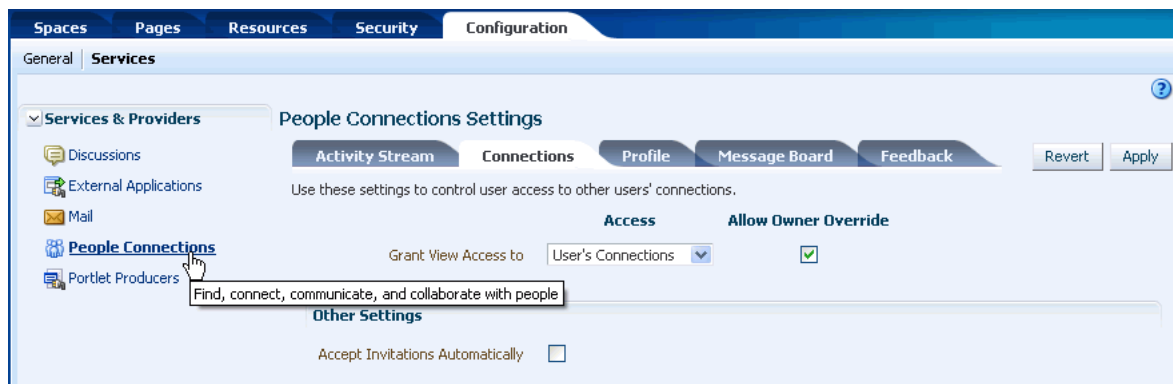 Spaces Pages Resources Security Configuration
General Services
?
Services & Providers
Discussions
External Applications
Mail
People Connections
Portlet Producers
Find, connect, communicate, and collaborate with people
People Connections Settings
Activity Stream Connections Profile Message Board Feedback
Revert Apply
Use these settings to control user access to other users' connections.
Access Allow Owner Override
Grant View Access to User's Connections
Other Settings
Accept Invitations Automatically